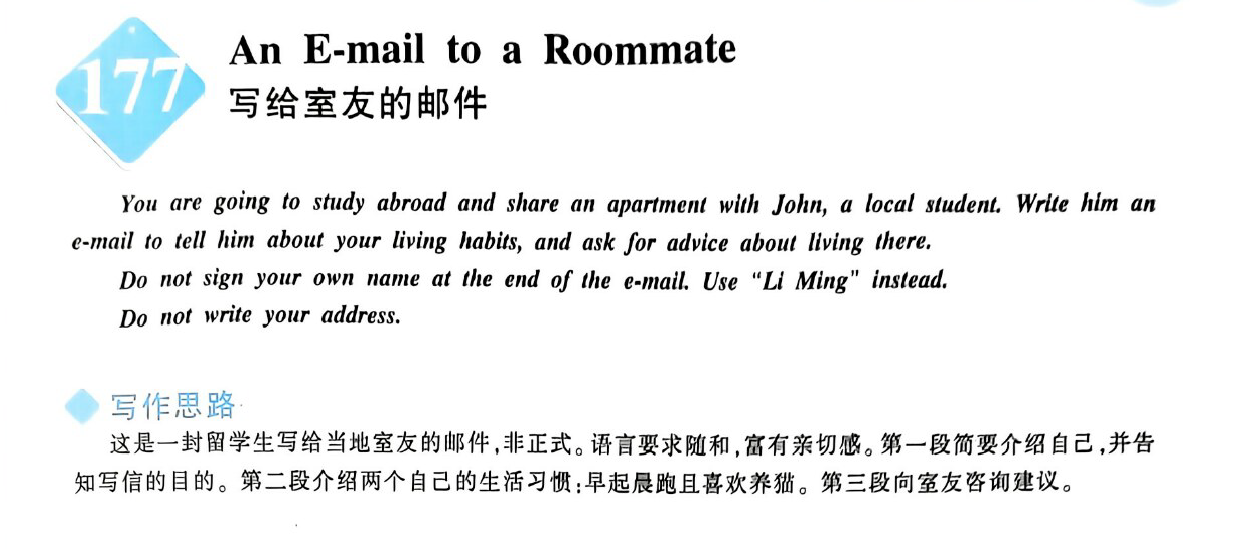 177
An E-mail to a Roommate
写给室友的邮件
You are going to study abroad and share an apartment with John, a local student. Write him an
e-mail to tell him about your living habits, and ask for advice about living there.
Do not sign your own name at the end of the e-mail. Use “Li Ming” instead.
Do not write your address.
写作思路
这是一封留学生写给当地室友的邮件,非正式。语言要求随和,富有亲切感。第一段简要介绍自己,并告
知写信的目的。第二段介绍两个自己的生活习惯:早起晨跑且喜欢养猫。第三段向室友咨询建议。